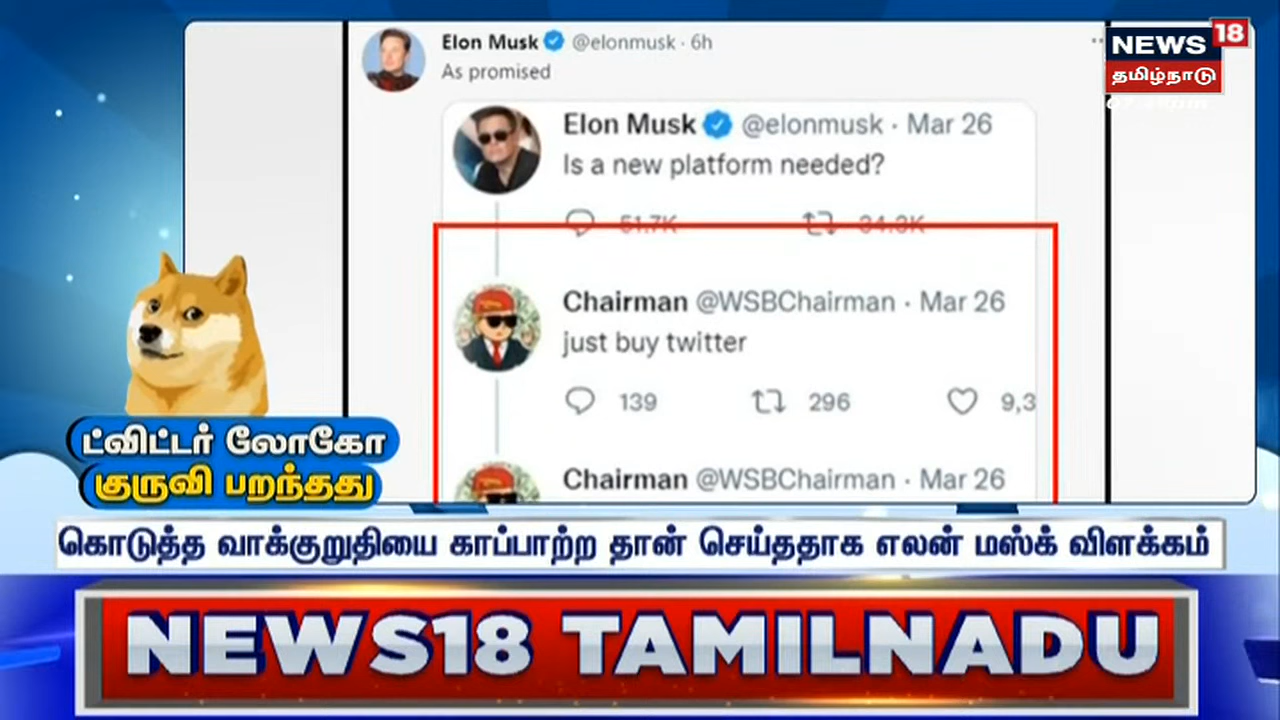 Elon Musk @elonmusk · 6h
As promised
NEWS 18
தமிழ்நாடு
Elon Musk @elonmusk · Mar 26
Is a new platform needed?
51.7K 34.3K
Chairman @WSBChairman · Mar 26
just buy twitter
139 296 9,3
Chairman @WSBChairman · Mar 26
ட்விட்டர் லோகோ
குருவி பறந்தது
கொடுத்த வாக்குறுதியை காப்பாற்ற தான் செய்ததாக எலன் மஸ்க் விளக்கம்
NEWS18 TAMILNADU